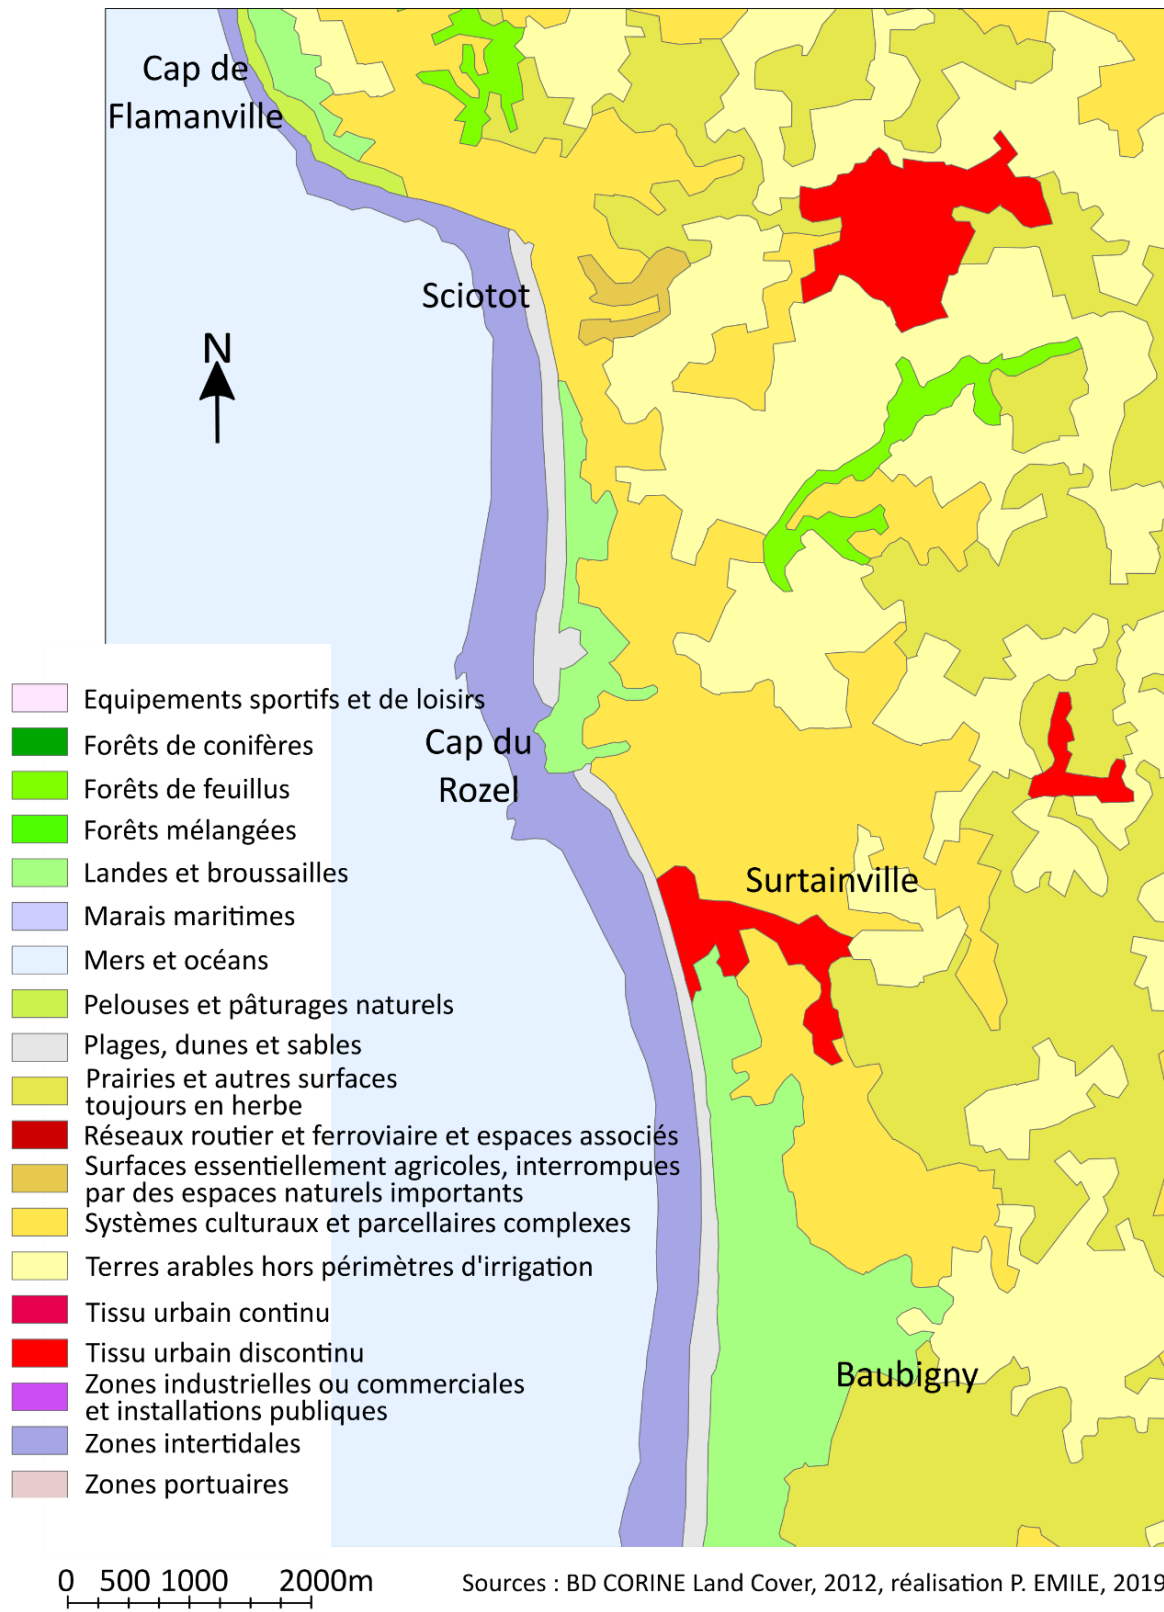 Cap de
Flamanville
Sciotot
N
Equipements sportifs et de loisirs
Forêts de conifères
Cap du
Rozel
Forêts de feuillus
Forêts mélangées
Landes et broussailles
Surtainville
Marais maritimes
Mers et océans
Pelouses et pâturages naturels
Plages, dunes et sables
Prairies et autres surfaces
toujours en herbe
Réseaux routier et ferroviaire et espaces associés
Surfaces essentiellement agricoles, interrompues
par des espaces naturels importants
Systèmes culturaux et parcellaires complexes
Terres arables hors périmètres d'irrigation
Tissu urbain continu
Tissu urbain discontinu
Baubigny
Zones industrielles ou commerciales
et installations publiques
Zones intertidales
Zones portuaires
0 500 1000 2000m
Sources : BD CORINE Land Cover, 2012, réalisation P. EMILE, 2019